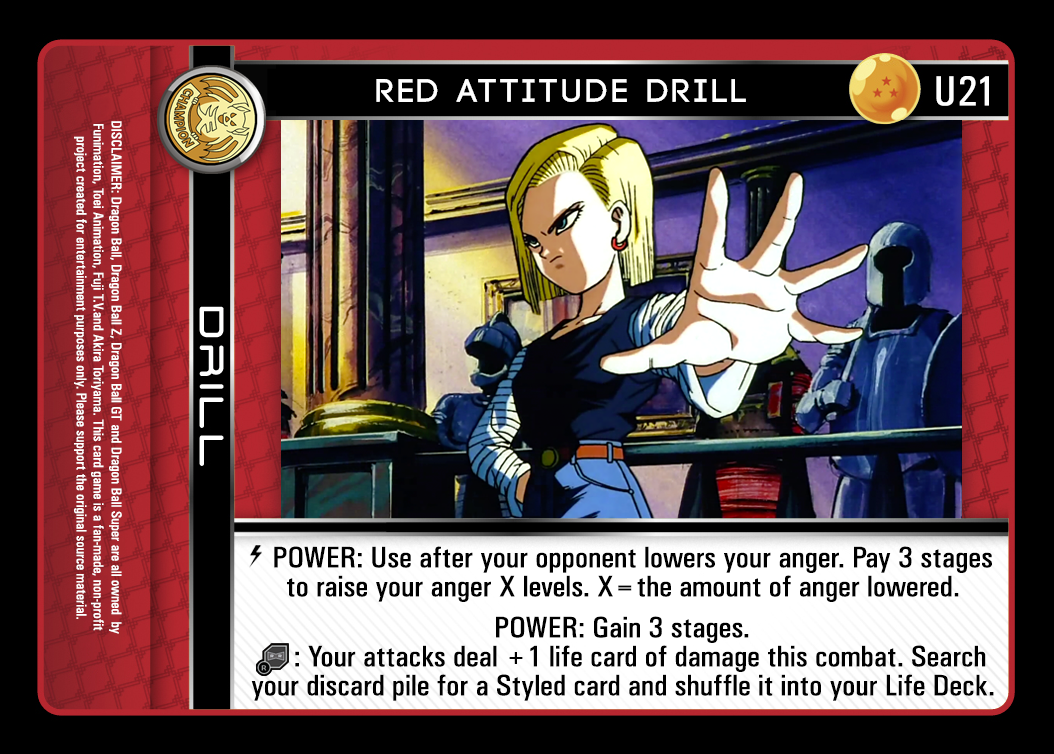 RED ATTITUDE DRILL
U21
CHAMPION
DRILL
DISCLAIMER: Dragon Ball, Dragon Ball Z, Dragon Ball GT and Dragon Ball Super are all owned by
Funimation, Toei Animation, Fuji T.V.and Akira Toriyama. This card game is a fan-made, non-profit
project created for entertainment purposes only. Please support the original source material.
POWER: Use after your opponent lowers your anger. Pay 3 stages
to raise your anger X levels. X = the amount of anger lowered.
POWER: Gain 3 stages.
R : Your attacks deal +1 life card of damage this combat. Search
your discard pile for a Styled card and shuffle it into your Life Deck.